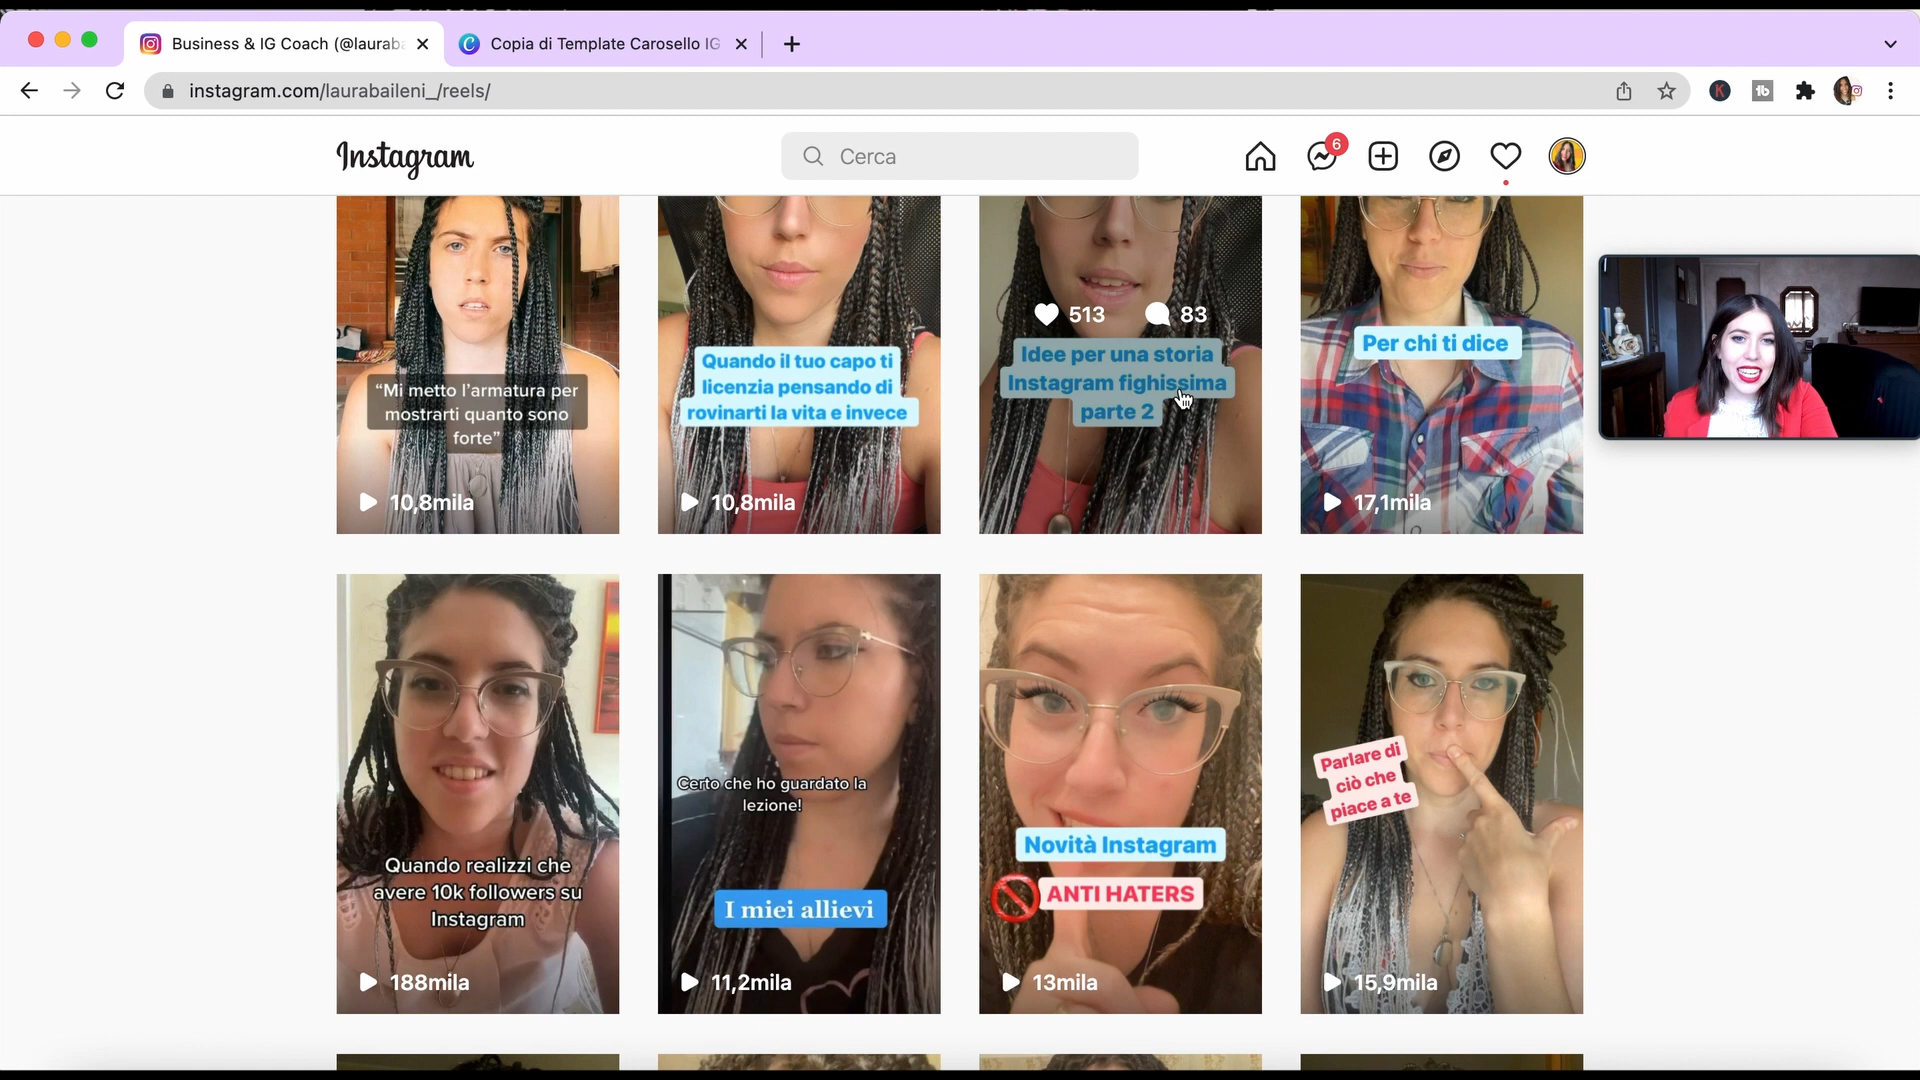 Business & IG Coach (@lauraba
Copia di Template Carosello IG
instagram.com/laurabaileni_/reels/
K
tb
Instagram
Cerca
6
“Mi metto l’armatura per
mostrarti quanto sono
forte”
10,8mila
Quando il tuo capo ti
licenzia pensando di
rovinarti la vita e invece
10,8mila
513
83
Idee per una storia
Instagram fighissima
parte 2
Per chi ti dice
17,1mila
Quando realizzi che
avere 10k followers su
Instagram
188mila
Certo che ho guardato la
lezione!
I miei allievi
11,2mila
Novità Instagram
ANTI HATERS
13mila
Parlare di
ciò che
piace a te
15,9mila